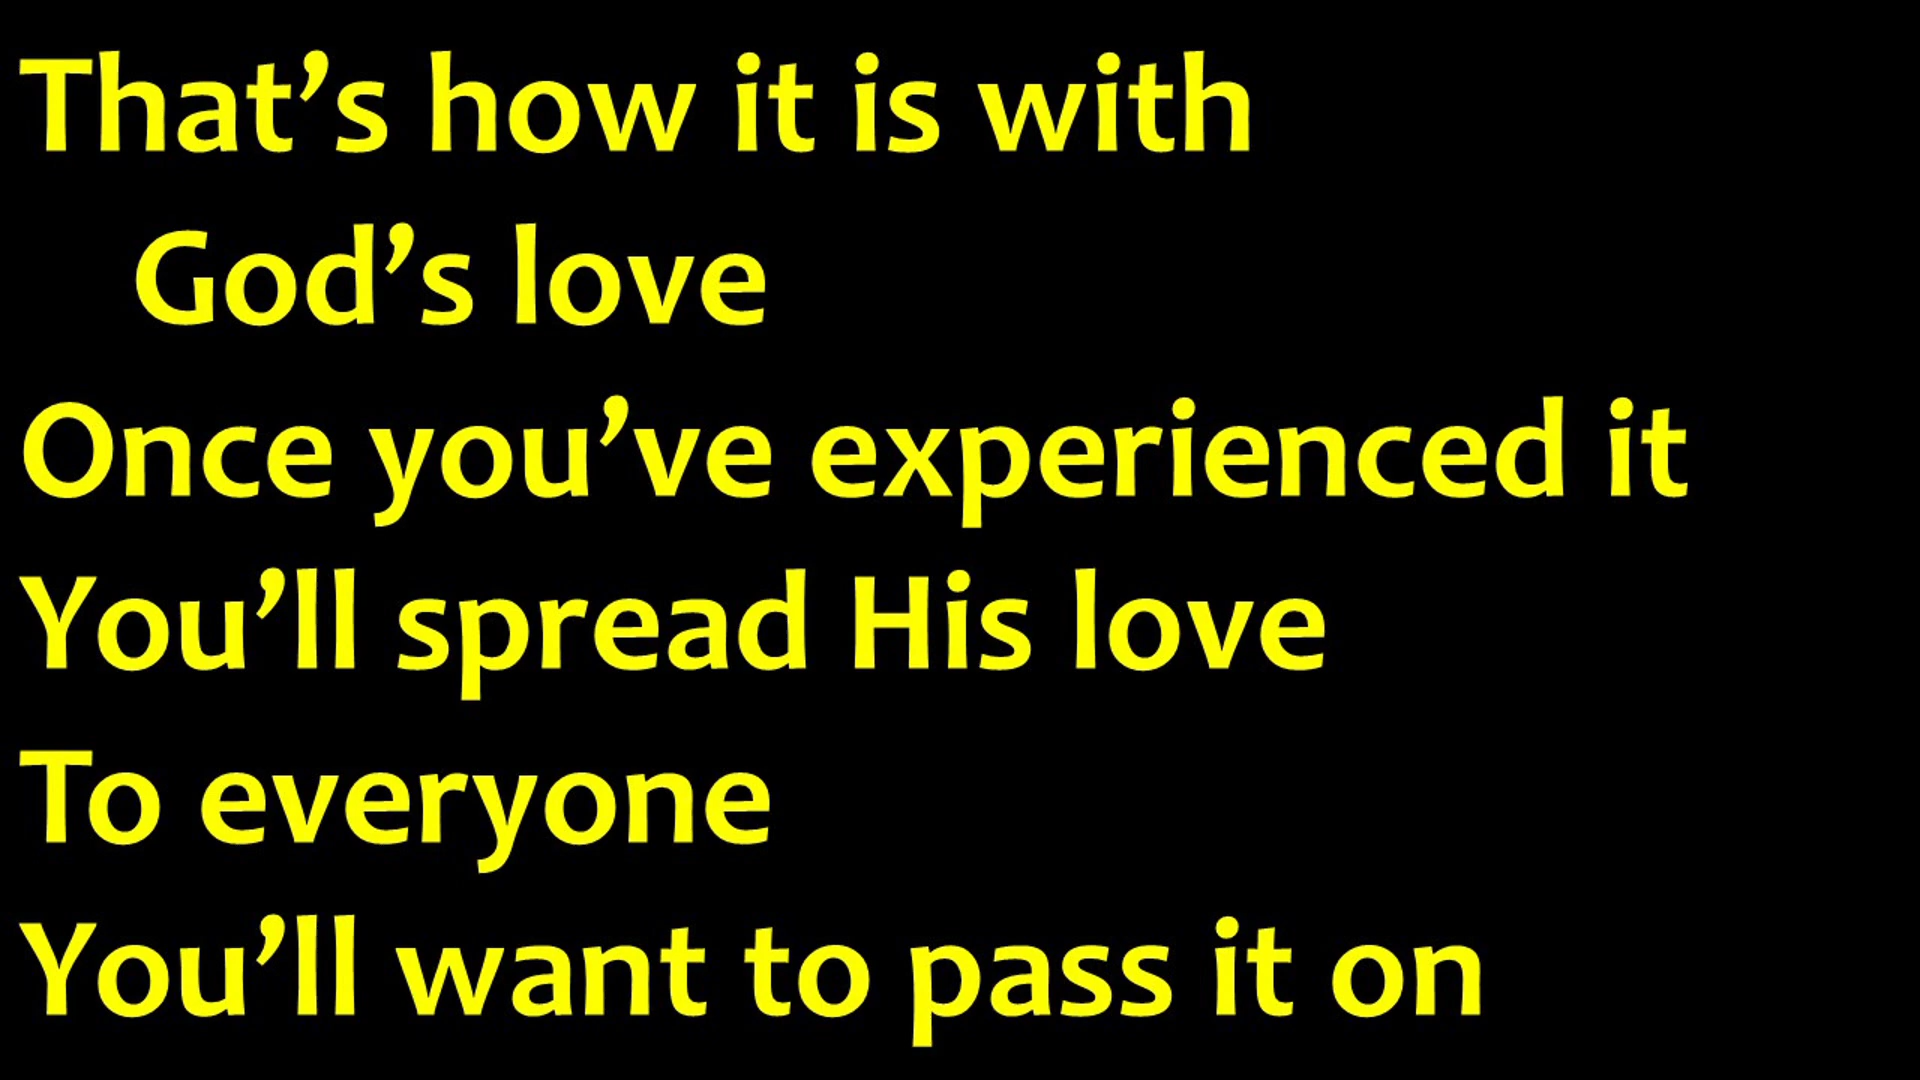 That’s how it is with
God’s love
Once you’ve experienced it
You’ll spread His love
To everyone
You’ll want to pass it on